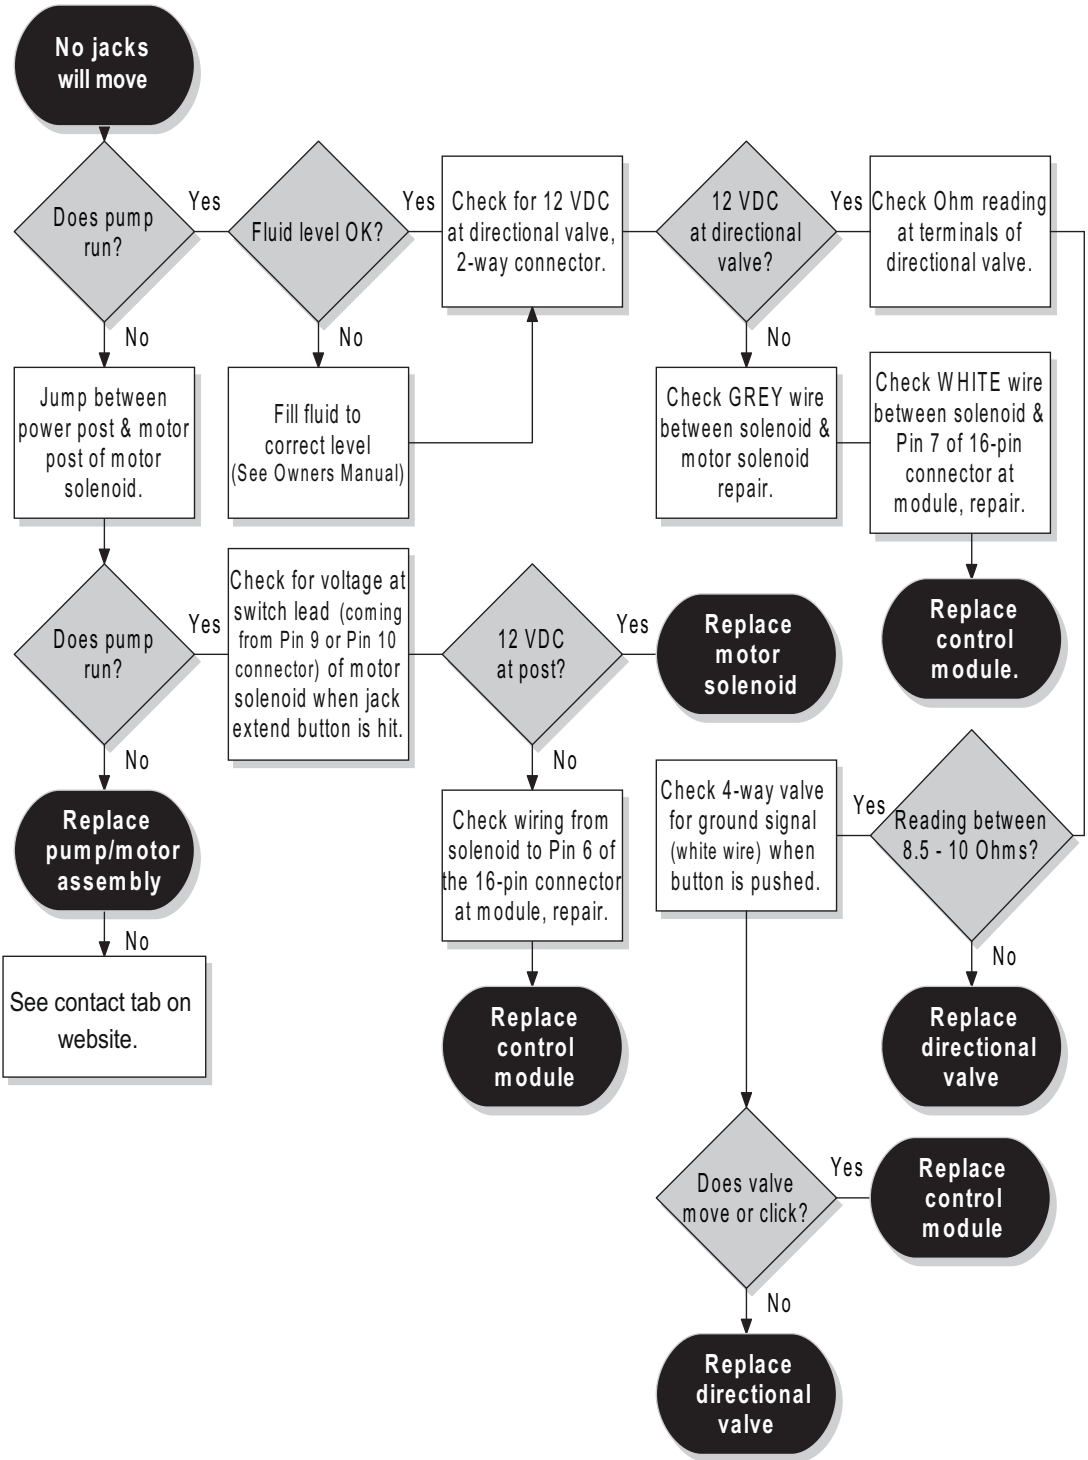 No jacks
will move
Does pump
run?
Yes
No
Fluid level OK?
Yes
No
Check for 12 VDC
at directional valve,
2-way connector.
12 VDC
at directional
valve?
Yes
No
Check Ohm reading
at terminals of
directional valve.
Jump between
power post & motor
post of motor
solenoid.
Fill fluid to
correct level
(See Owners Manual)
Check GREY wire
between solenoid &
motor solenoid
repair.
Check WHITE wire
between solenoid &
Pin 7 of 16-pin
connector at
module, repair.
Replace
control
module.
Does pump
run?
Yes
No
Check for voltage at
switch lead (coming
from Pin 9 or Pin 10
connector) of motor
solenoid when jack
extend button is hit.
12 VDC
at post?
Yes
No
Replace
motor
solenoid
Replace
pump/motor
assembly
No
See contact tab on
website.
Check wiring from
solenoid to Pin 6 of
the 16-pin connector
at module, repair.
Replace
control
module
Reading between
8.5 - 10 Ohms?
Yes
No
Check 4-way valve
for ground signal
(white wire) when
button is pushed.
Replace
directional
valve
Does valve
move or click?
Yes
No
Replace
control
module
Replace
directional
valve